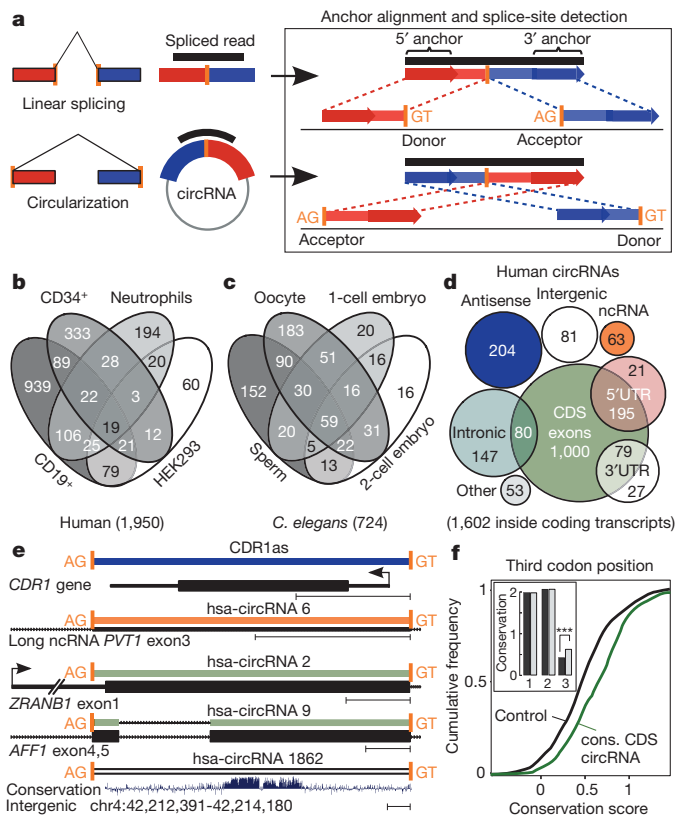 a
Anchor alignment and splice-site detection
Spliced read
5′ anchor
3′ anchor
Linear splicing
GT
AG
Donor
Acceptor
circRNA
Circularization
AG
GT
Acceptor
Donor
b
CD34+
Neutrophils
333
194
89
28
20
939
22
3
60
19
106
25
21
12
79
CD19+
HEK293
Human (1,950)
c
Oocyte
1-cell embryo
183
20
90
51
16
152
30
16
16
59
20
5
22
31
13
Sperm
2-cell embryo
C. elegans (724)
d
Human circRNAs
Antisense
Intergenic
ncRNA
204
81
63
21
5′UTR
195
CDS
exons
1,000
Intronic
147
80
79
3′UTR
27
Other
53
(1,602 inside coding transcripts)
e
CDR1as
AG
GT
CDR1 gene
hsa-circRNA 6
AG
GT
Long ncRNA PVT1 exon3
hsa-circRNA 2
AG
GT
ZRANB1 exon1
hsa-circRNA 9
AG
GT
AFF1 exon4,5
hsa-circRNA 1862
AG
GT
Conservation
Intergenic chr4:42,212,391-42,214,180
f
Third codon position
Cumulative frequency
1
0.5
0
Conservation
2
1
0
***
1 2 3
Control
cons. CDS
circRNA
0 0.5 1
Conservation score